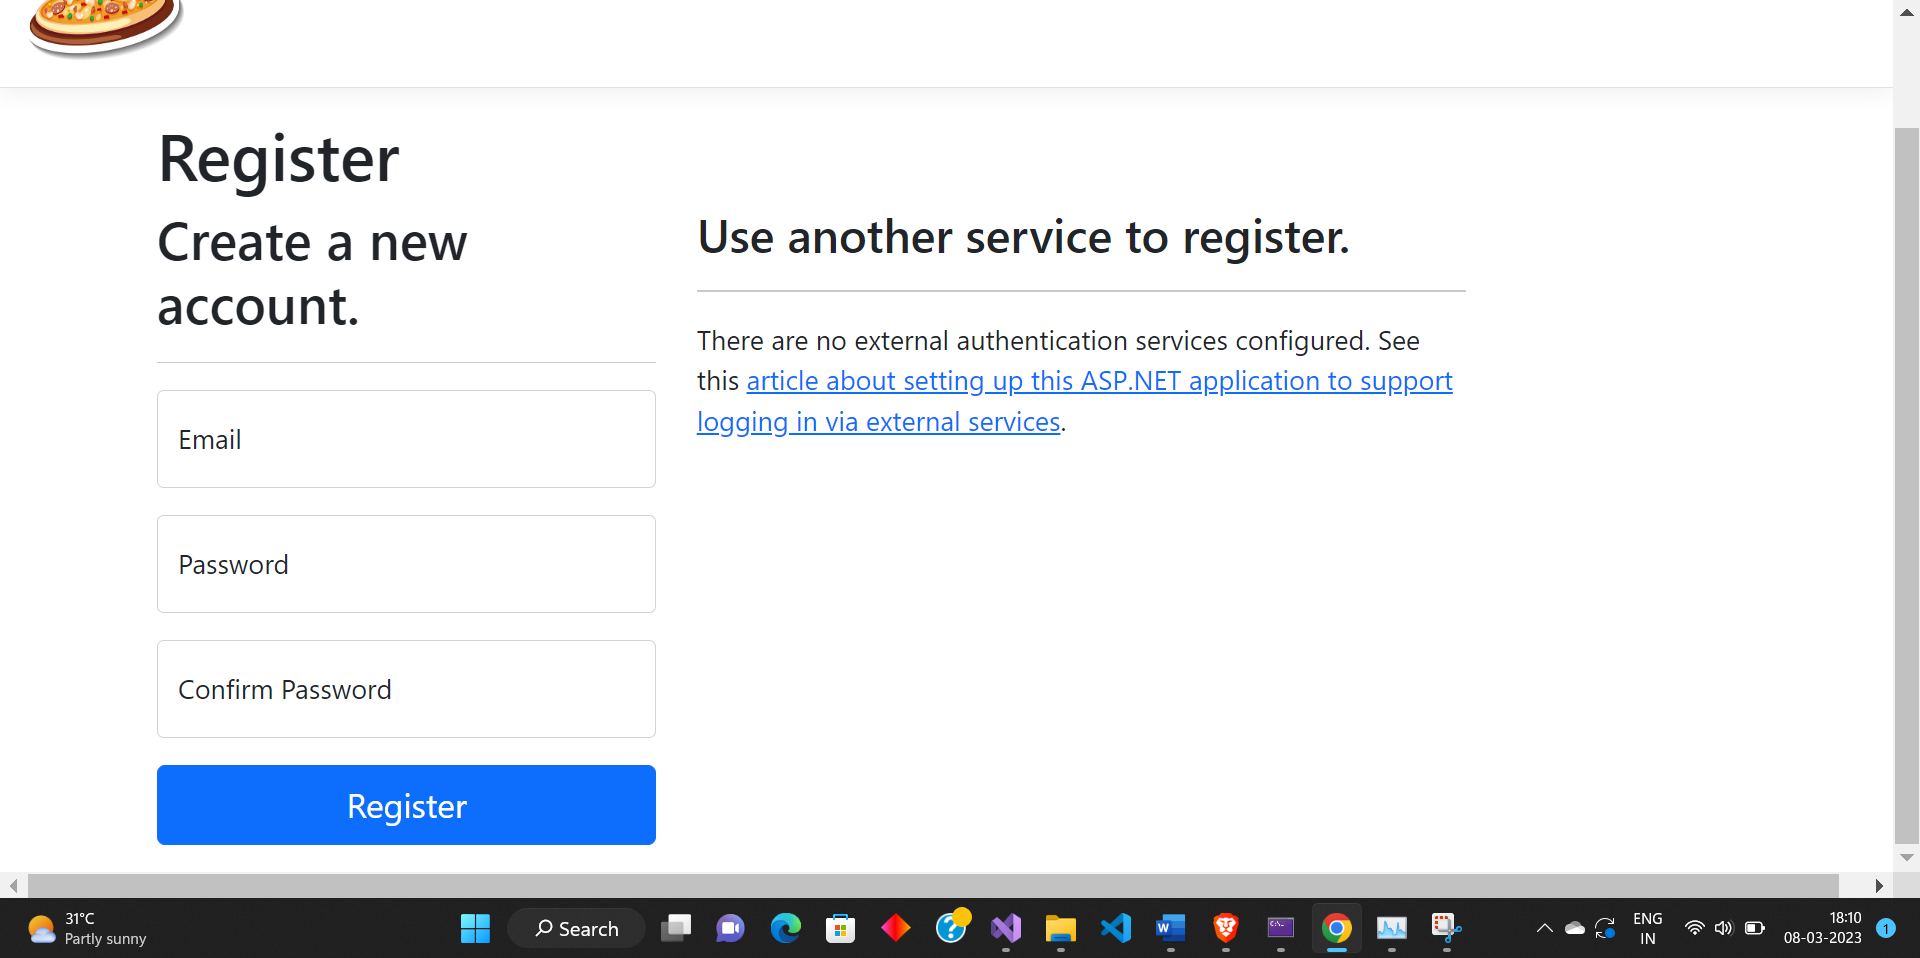 Register
Create a new
account.
Email
Password
Confirm Password
Register
Use another service to register.
There are no external authentication services configured. See
this article about setting up this ASP.NET application to support
logging in via external services.
31°C
Partly sunny
Search
ENG
IN
18:10
08-03-2023
1